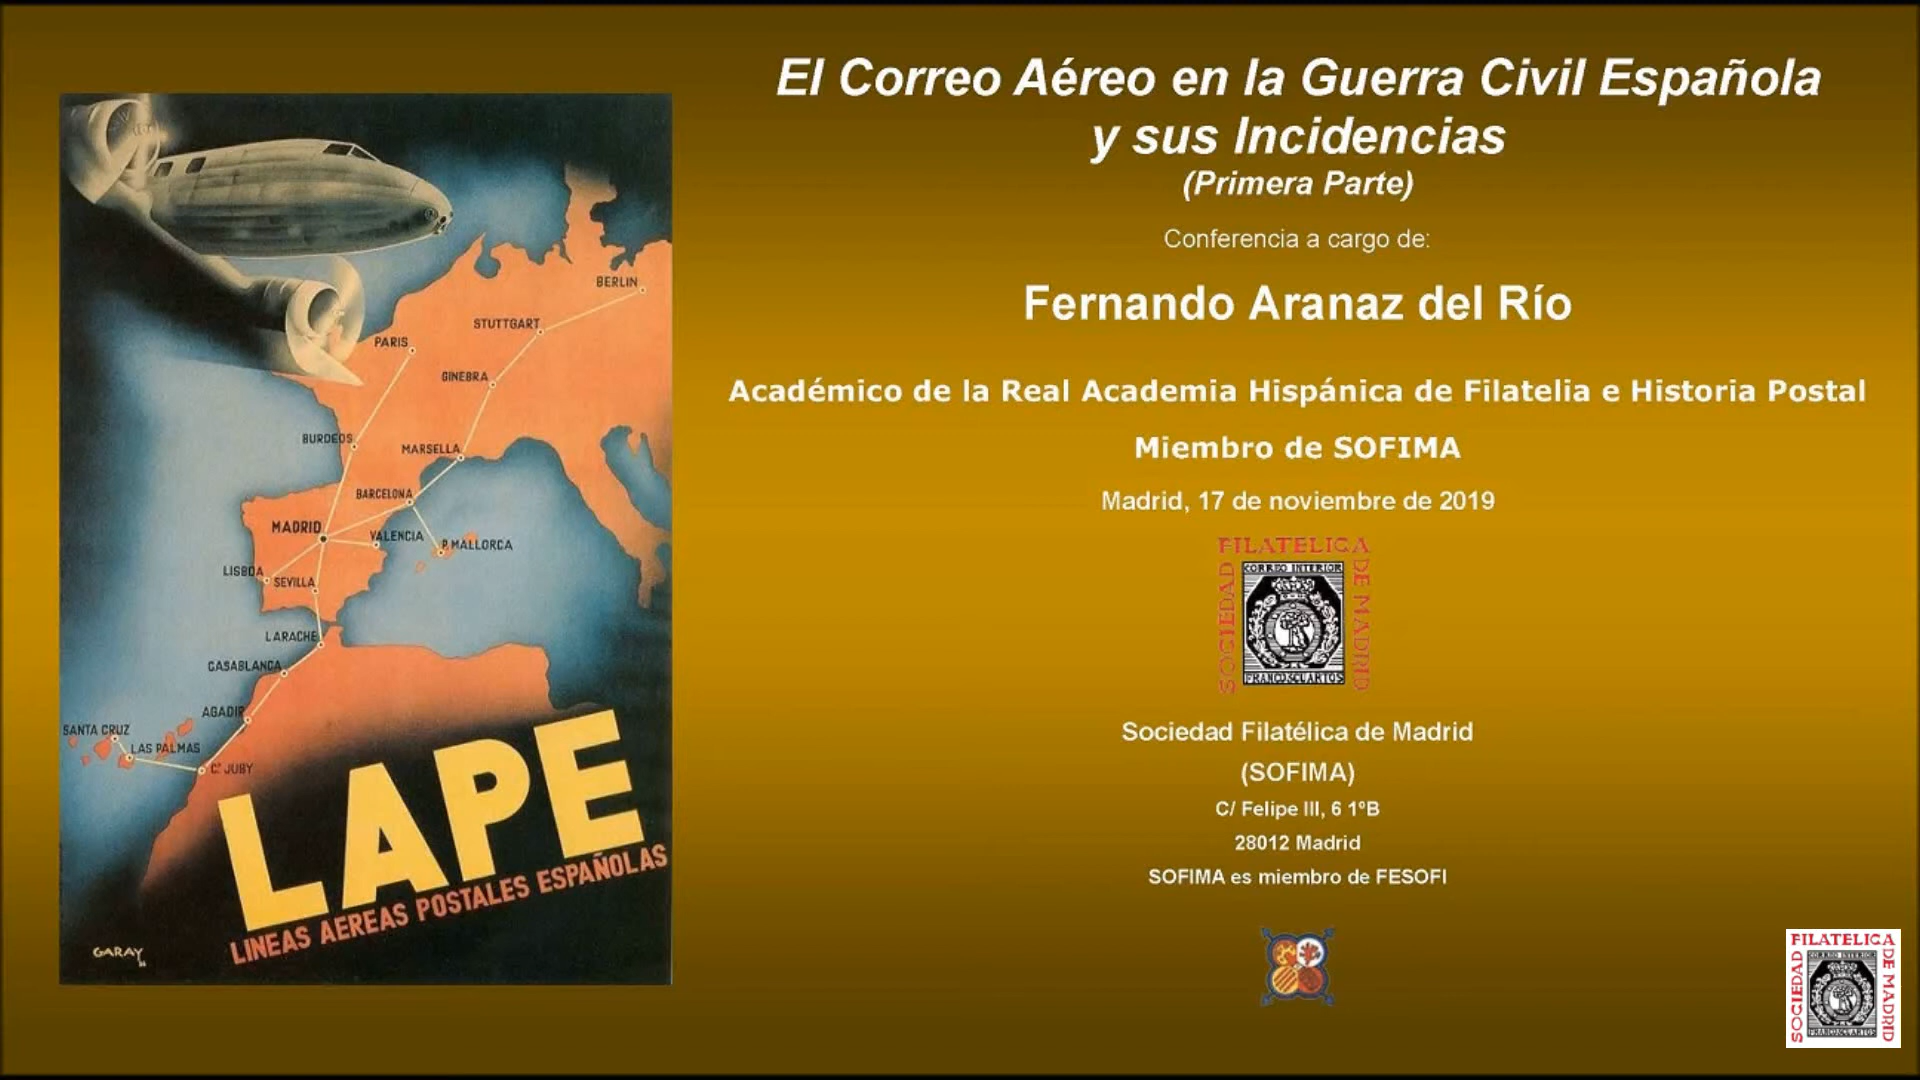 El Correo Aéreo en la Guerra Civil Española
y sus Incidencias
(Primera Parte)
Conferencia a cargo de:
Fernando Aranaz del Río
Académico de la Real Academia Hispánica de Filatelia e Historia Postal
Miembro de SOFIMA
Madrid, 17 de noviembre de 2019
SOCIEDAD
FILATELICA
DE MADRID
CORREO INTERIOR
FRANCO SCUARTOS
Sociedad Filatélica de Madrid
(SOFIMA)
C/ Felipe III, 6 1ºB
28012 Madrid
SOFIMA es miembro de FESOFI
BERLIN
STUTTGART
PARIS
GINEBRA
BURDEOS
MARSELLA
BARCELONA
MADRID
VALENCIA
P. MALLORCA
LISBOA
SEVILLA
LARACHE
CASABLANCA
AGADIR
SANTA CRUZ
LAS PALMAS
Cº JUBY
LAPE
LINEAS AEREAS POSTALES ESPAÑOLAS
GARAY
SOCIEDAD
FILATELICA
DE MADRID